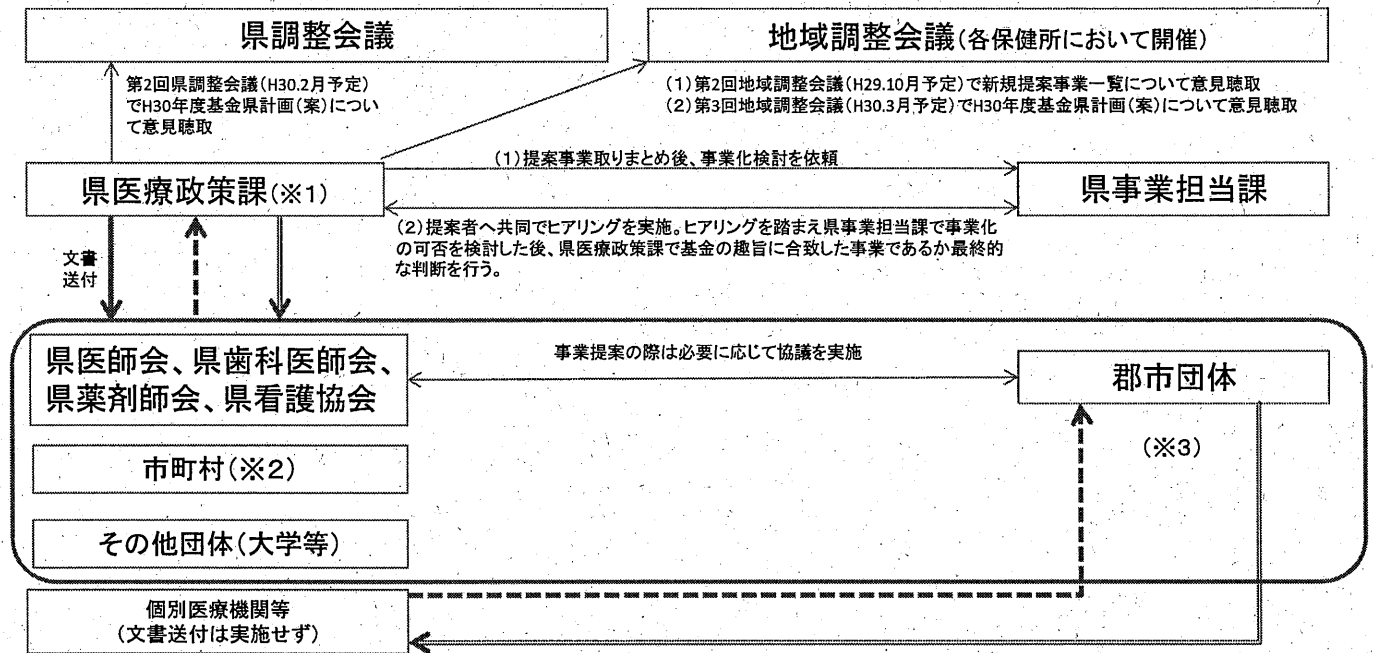 県調整会議
地域調整会議(各保健所において開催)
第2回県調整会議(H30.2月予定)
でH30年度基金県計画(案)につい
て意見聴取
(1)第2回地域調整会議(H29.10月予定)で新規提案事業一覧について意見聴取
(2)第3回地域調整会議(H30.3月予定)でH30年度基金県計画(案)について意見聴取
(1)提案事業取りまとめ後、事業化検討を依頼
県医療政策課(※1)
県事業担当課
(2)提案者へ共同でヒアリングを実施。ヒアリングを踏まえ県事業担当課で事業化
の可否を検討した後、県医療政策課で基金の趣旨に合致した事業であるか最終的
な判断を行う。
文書
送付
県医師会、県歯科医師会、
県薬剤師会、県看護協会
事業提案の際は必要に応じて協議を実施
郡市団体
(※3)
市町村(※2)
その他団体(大学等)
個別医療機関等
(文書送付は実施せず)